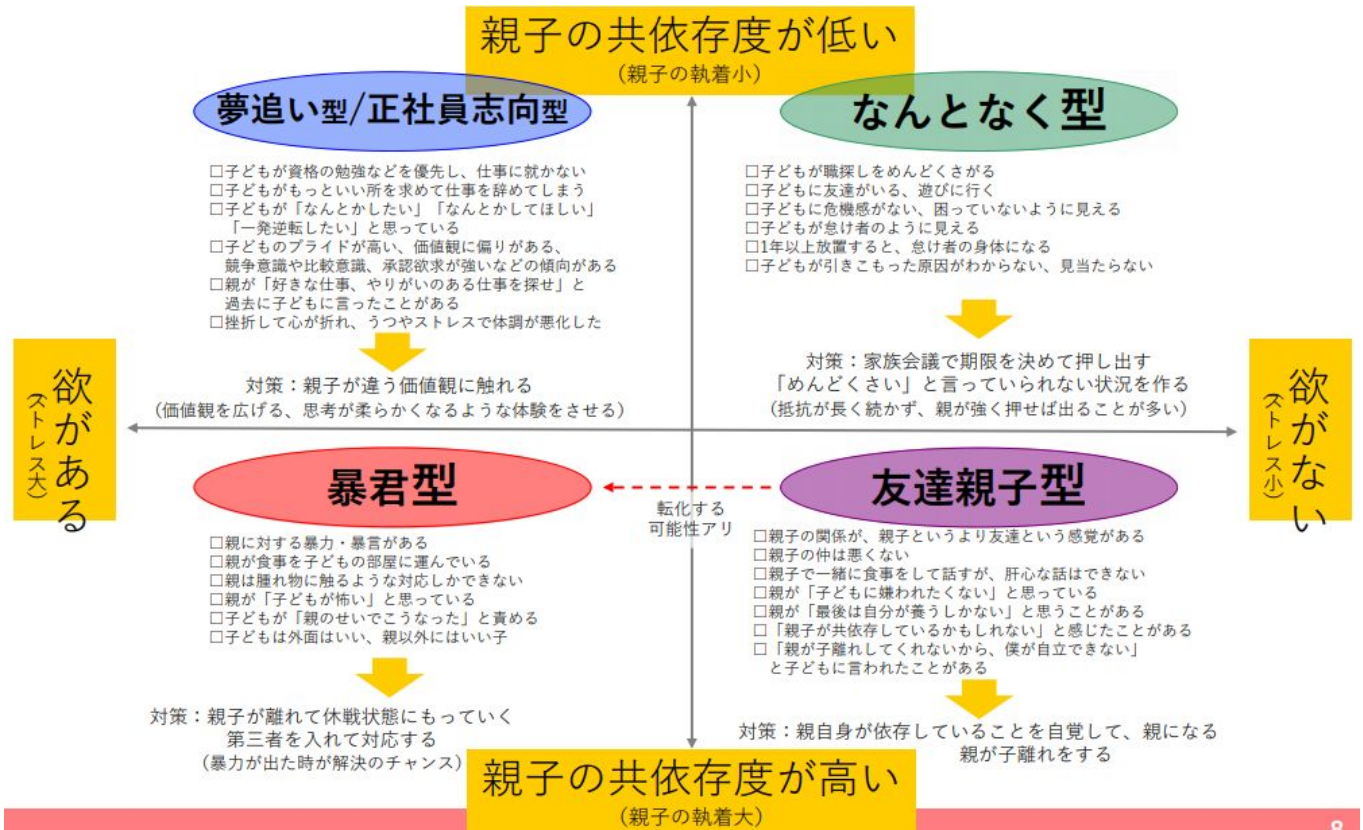 親子の共依存度が低い
(親子の執着小)
夢追い型/正社員志向型
□子どもが資格の勉強などを優先し、仕事に就かない
□子どもがもっといい所を求めて仕事を辞めてしまう
□子どもが「なんとかしたい」「なんとかしてほしい」
「一発逆転したい」と思っている
□子どものプライドが高い、価値観に偏りがある、
競争意識や比較意識、承認欲求が強いなどの傾向がある
□親が「好きな仕事、やりがいのある仕事を探せ」と
過去に子どもに言ったことがある
□挫折して心が折れ、うつやストレスで体調が悪化した
対策：親子が違う価値観に触れる
(価値観を広げる、思考が柔らかくなるような体験をさせる)
なんとなく型
□子どもが職探しをめんどくさがる
□子どもに友達がいる、遊びに行く
□子どもに危機感がない、困っていないように見える
□子どもが怠け者のように見える
□1年以上放置すると、怠け者の身体になる
□子どもが引きこもった原因がわからない、見当たらない
対策：家族会議で期限を決めて押し出す
「めんどくさい」と言っていられない状況を作る
(抵抗が長く続かず、親が強く押せば出ることが多い)
欲がある
(ストレス大)
欲がない
(ストレス小)
暴君型
□親に対する暴力・暴言がある
□親が食事を子どもの部屋に運んでいる
□親は腫れ物に触るような対応しかできない
□親が「子どもが怖い」と思っている
□子どもが「親のせいでこうなった」と責める
□子どもは外面はいい、親以外にはいい子
対策：親子が離れて休戦状態にもっていく
第三者を入れて対応する
(暴力が出た時が解決のチャンス)
転化する
可能性アリ
友達親子型
□親子の関係が、親子というより友達という感覚がある
□親子の仲は悪くない
□親子で一緒に食事をして話すが、肝心な話はできない
□親が「子どもに嫌われたくない」と思っている
□親が「最後は自分が養うしかない」と思うことがある
□「親子が共依存しているかもしれない」と感じたことがある
□「親が子離れしてくれないから、僕が自立できない」
と子どもに言われたことがある
対策：親自身が依存していることを自覚して、親になる
親が子離れをする
親子の共依存度が高い
(親子の執着大)
8